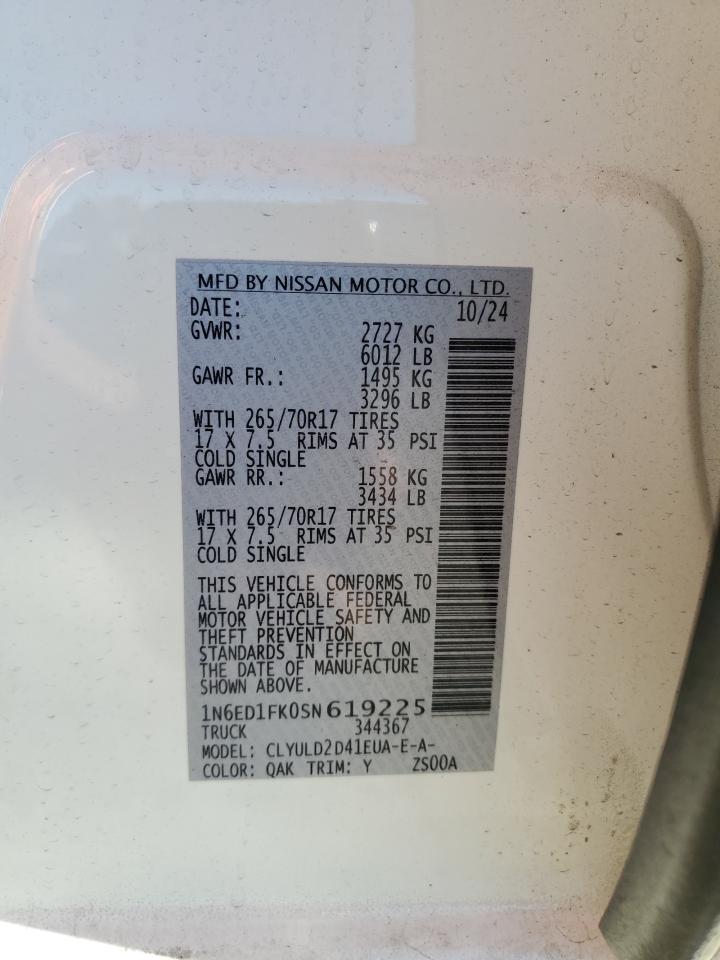 MFD BY NISSAN MOTOR CO., LTD.
DATE: 10/24
GVWR: 2727 KG
6012 LB
GAWR FR.: 1495 KG
3296 LB
WITH 265/70R17 TIRES
17 X 7.5 RIMS AT 35 PSI
COLD SINGLE
GAWR RR.: 1558 KG
3434 LB
WITH 265/70R17 TIRES
17 X 7.5 RIMS AT 35 PSI
COLD SINGLE
THIS VEHICLE CONFORMS TO
ALL APPLICABLE FEDERAL
MOTOR VEHICLE SAFETY AND
THEFT PREVENTION
STANDARDS IN EFFECT ON
THE DATE OF MANUFACTURE
SHOWN ABOVE.
1N6ED1FK0SN619225
TRUCK 344367
MODEL: CLYULD2D41EUA-E-A-
COLOR: QAK TRIM: Y ZS00A